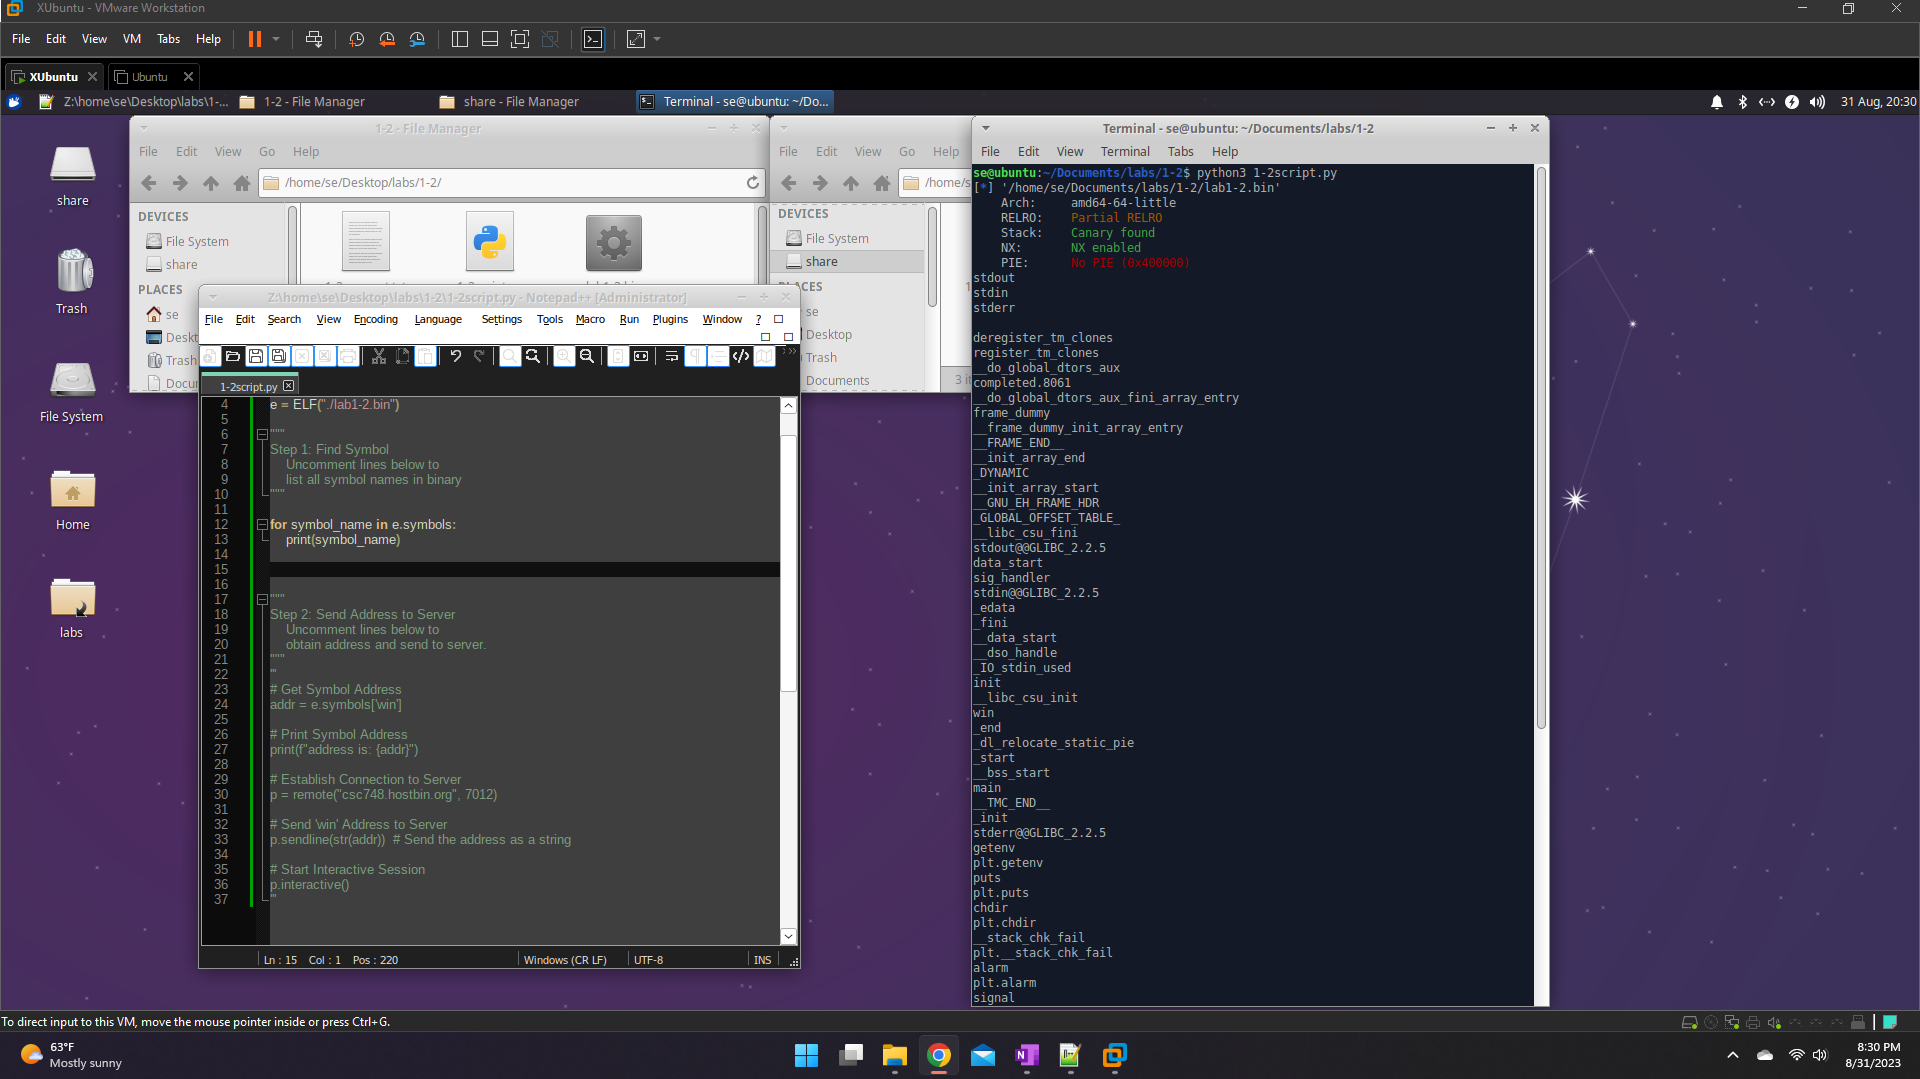 XUbuntu - VMware Workstation
File Edit View VM Tabs Help
XUbuntu
Ubuntu
Z:\home\se\Desktop\labs\1-...
1-2 - File Manager
share - File Manager
Terminal - se@ubuntu: ~/Do...
31 Aug, 20:30
share
Trash
File System
Home
labs
1-2 - File Manager
File Edit View Go Help
/home/se/Desktop/labs/1-2/
DEVICES
File System
share
PLACES
se
Deskt
Trash
Docum
File Edit View Go Help
/home/s
DEVICES
File System
share
PLACES
se
Desktop
Trash
Documents
3 it
Z:\home\se\Desktop\labs\1-2\1-2script.py - Notepad++ [Administrator]
File Edit Search View Encoding Language Settings Tools Macro Run Plugins Window ?
1-2script.py
4 e = ELF("./lab1-2.bin")
5
6 """
7 Step 1: Find Symbol
8 Uncomment lines below to
9 list all symbol names in binary
10 """
11
12 for symbol_name in e.symbols:
13 print(symbol_name)
14
15
16
17 """
18 Step 2: Send Address to Server
19 Uncomment lines below to
20 obtain address and send to server.
21 """
22 '''
23 # Get Symbol Address
24 addr = e.symbols['win']
25
26 # Print Symbol Address
27 print(f"address is: {addr}")
28
29 # Establish Connection to Server
30 p = remote("csc748.hostbin.org", 7012)
31
32 # Send 'win' Address to Server
33 p.sendline(str(addr)) # Send the address as a string
34
35 # Start Interactive Session
36 p.interactive()
37 '''
Ln : 15 Col : 1 Pos : 220
Windows (CR LF)
UTF-8
INS
Terminal - se@ubuntu: ~/Documents/labs/1-2
File Edit View Terminal Tabs Help
se@ubuntu:~/Documents/labs/1-2$ python3 1-2script.py
[*] '/home/se/Documents/labs/1-2/lab1-2.bin'
Arch: amd64-64-little
RELRO: Partial RELRO
Stack: Canary found
NX: NX enabled
PIE: No PIE (0x400000)
stdout
stdin
stderr

deregister_tm_clones
register_tm_clones
__do_global_dtors_aux
completed.8061
__do_global_dtors_aux_fini_array_entry
frame_dummy
__frame_dummy_init_array_entry
__FRAME_END__
__init_array_end
_DYNAMIC
__init_array_start
__GNU_EH_FRAME_HDR
_GLOBAL_OFFSET_TABLE_
__libc_csu_fini
stdout@@GLIBC_2.2.5
data_start
sig_handler
stdin@@GLIBC_2.2.5
_edata
_fini
__data_start
__dso_handle
_IO_stdin_used
init
__libc_csu_init
win
_end
_dl_relocate_static_pie
_start
__bss_start
main
__TMC_END__
_init
stderr@@GLIBC_2.2.5
getenv
plt.getenv
puts
plt.puts
chdir
plt.chdir
__stack_chk_fail
plt.__stack_chk_fail
alarm
plt.alarm
signal
To direct input to this VM, move the mouse pointer inside or press Ctrl+G.
63°F
Mostly sunny
8:30 PM
8/31/2023